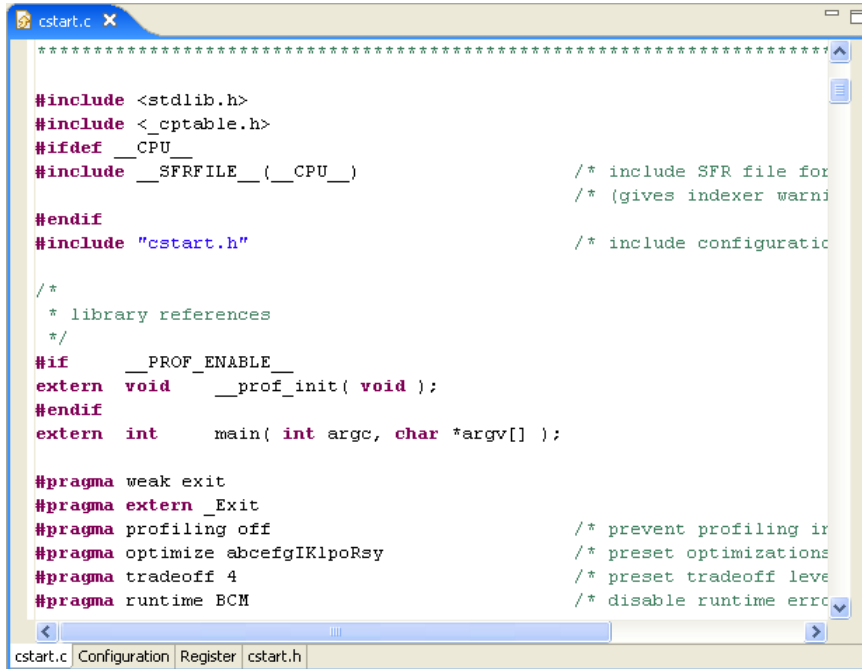 cstart.c
****************************************************************************
#include <stdlib.h>
#include <_cptable.h>
#ifdef __CPU__
#include __SFRFILE__(__CPU__) /* include SFR file for
/* (gives indexer warni
#endif
#include "cstart.h" /* include configuratio
/*
 * library references
 */
#if __PROF_ENABLE__
extern void __prof_init( void );
#endif
extern int main( int argc, char *argv[] );
#pragma weak exit
#pragma extern _Exit
#pragma profiling off /* prevent profiling in
#pragma optimize abcefgIKlpoRsy /* preset optimizations
#pragma tradeoff 4 /* preset tradeoff leve
#pragma runtime BCM /* disable runtime erro
cstart.c Configuration Register cstart.h